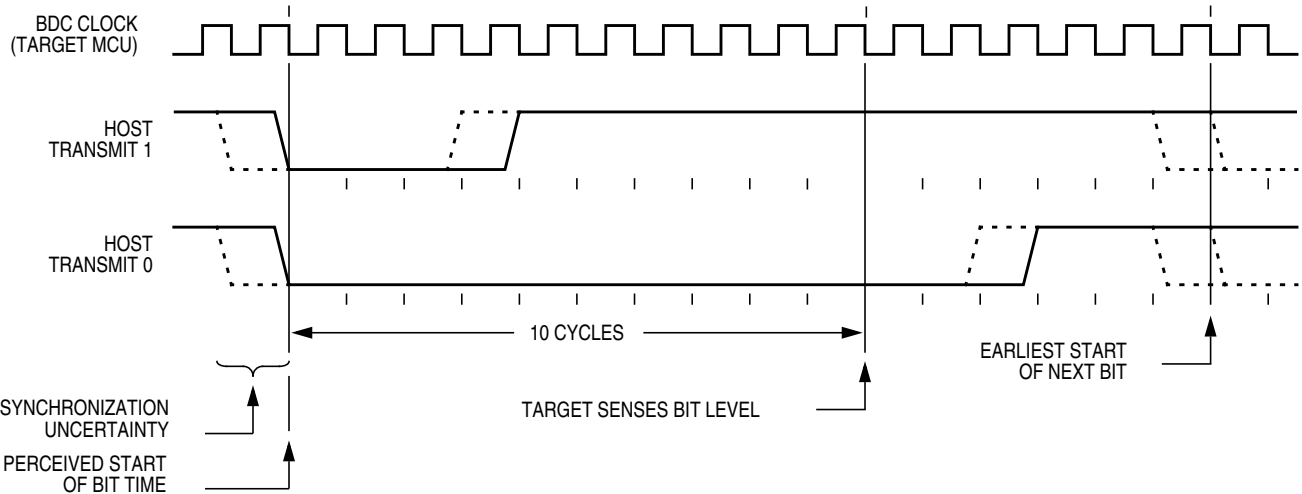 BDC CLOCK
(TARGET MCU)
HOST
TRANSMIT 1
HOST
TRANSMIT 0
10 CYCLES
EARLIEST START
OF NEXT BIT
SYNCHRONIZATION
UNCERTAINTY
TARGET SENSES BIT LEVEL
PERCEIVED START
OF BIT TIME